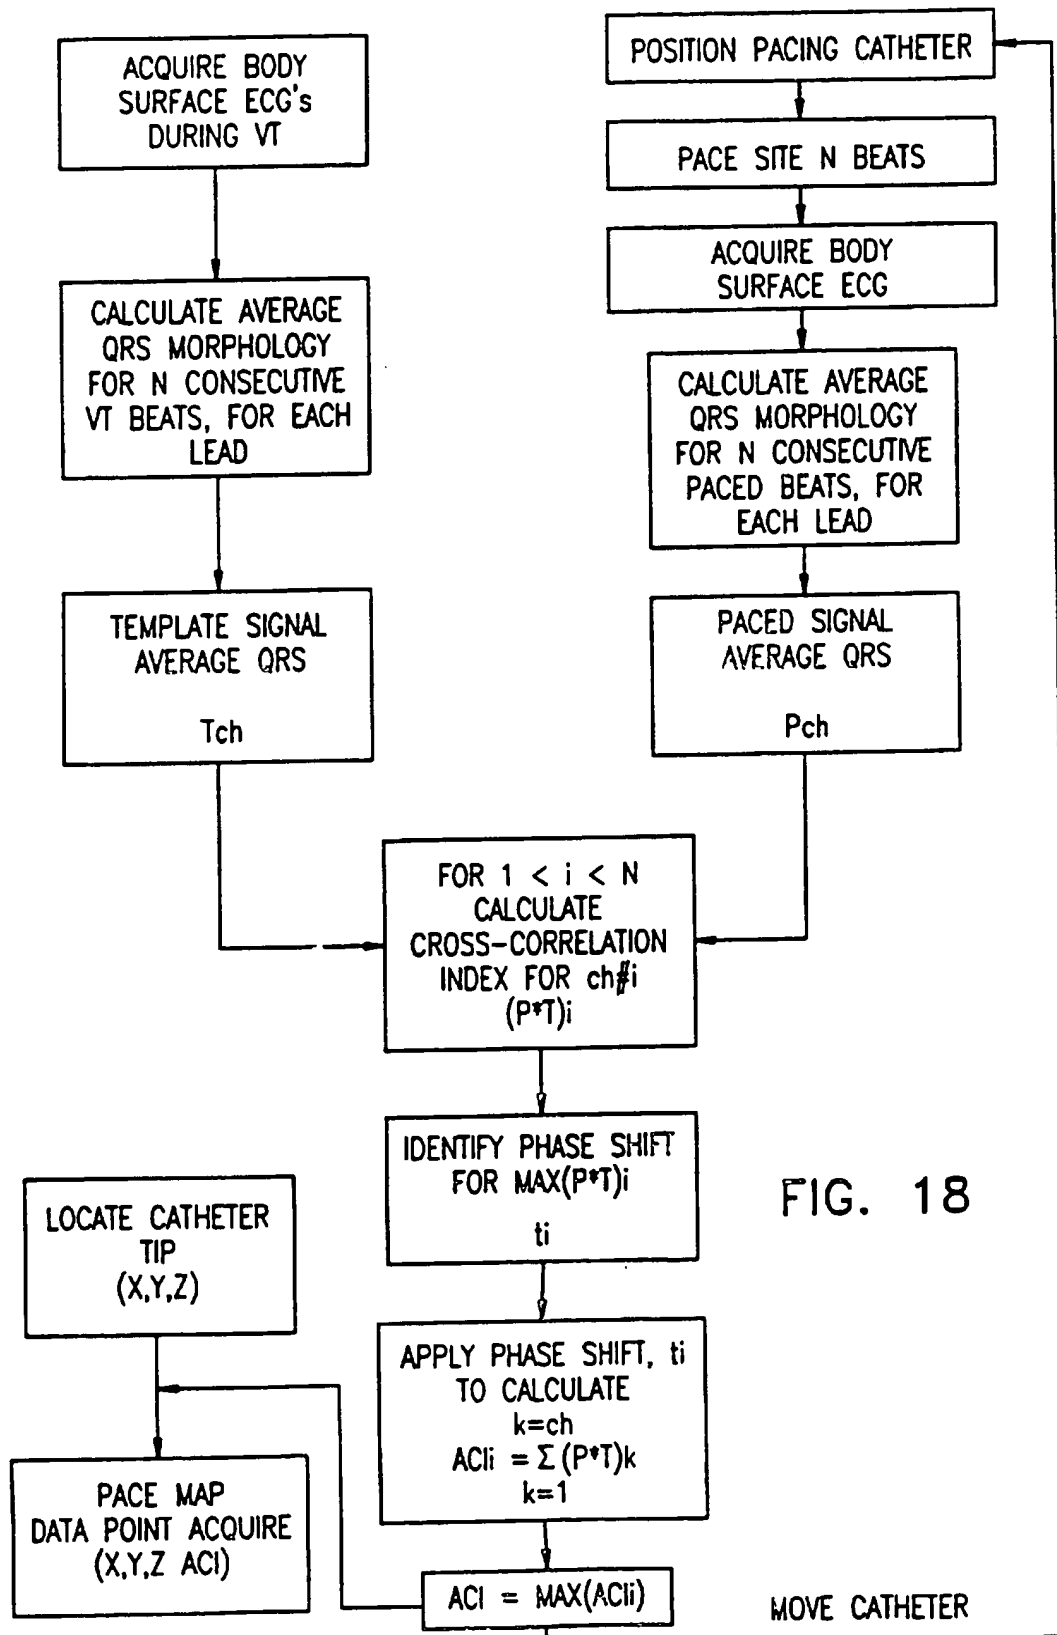 ACQUIRE BODY
SURFACE ECG's
DURING VT
CALCULATE AVERAGE
QRS MORPHOLOGY
FOR N CONSECUTIVE
VT BEATS, FOR EACH
LEAD
TEMPLATE SIGNAL
AVERAGE QRS
Tch
POSITION PACING CATHETER
PACE SITE N BEATS
ACQUIRE BODY
SURFACE ECG
CALCULATE AVERAGE
QRS MORPHOLOGY
FOR N CONSECUTIVE
PACED BEATS, FOR
EACH LEAD
PACED SIGNAL
AVERAGE QRS
Pch
FOR 1 < i < N
CALCULATE
CROSS-CORRELATION
INDEX FOR ch#i
(P*T)i
IDENTIFY PHASE SHIFT
FOR MAX(P*T)i
ti
APPLY PHASE SHIFT, ti
TO CALCULATE
k=ch
ACIi = Σ(P*T)k
k=1
ACI = MAX(ACIi)
LOCATE CATHETER
TIP
(X,Y,Z)
PACE MAP
DATA POINT ACQUIRE
(X,Y,Z ACI)
FIG. 18
MOVE CATHETER